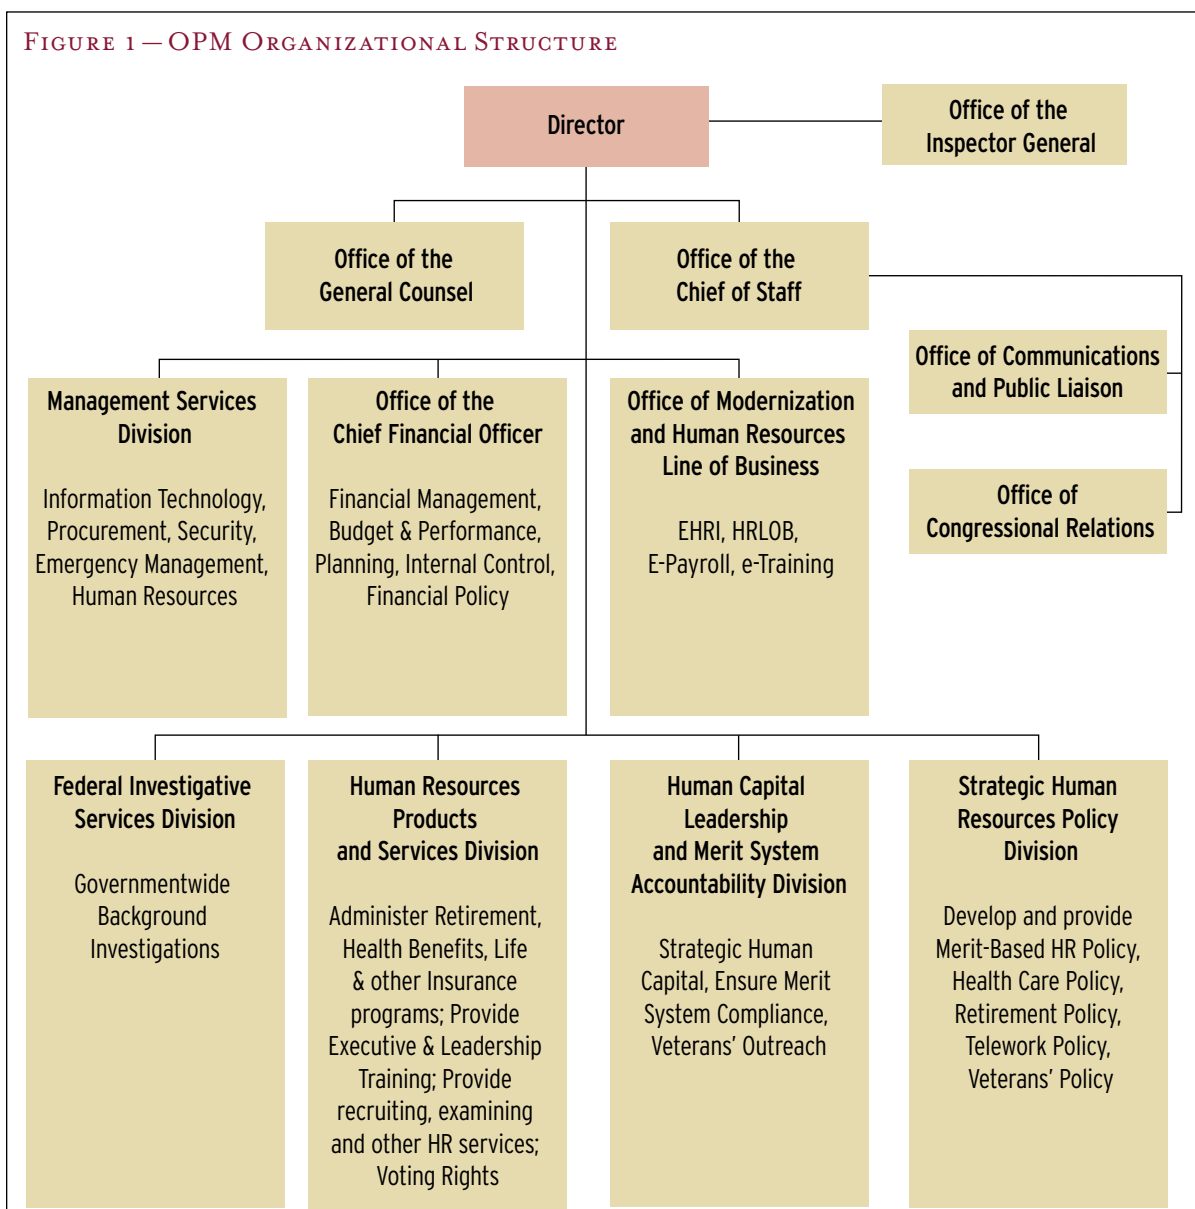 FIGURE 1 — OPM ORGANIZATIONAL STRUCTURE
Director
Office of the
Inspector General
Office of the
General Counsel
Office of the
Chief of Staff
Office of Communications
and Public Liaison
Office of
Congressional Relations
Management Services
Division
Information Technology,
Procurement, Security,
Emergency Management,
Human Resources
Office of the
Chief Financial Officer
Financial Management,
Budget & Performance,
Planning, Internal Control,
Financial Policy
Office of Modernization
and Human Resources
Line of Business
EHRI, HRLOB,
E-Payroll, e-Training
Federal Investigative
Services Division
Governmentwide
Background
Investigations
Human Resources
Products
and Services Division
Administer Retirement,
Health Benefits, Life
& other Insurance
programs; Provide
Executive & Leadership
Training; Provide
recruiting, examining
and other HR services;
Voting Rights
Human Capital
Leadership
and Merit System
Accountability Division
Strategic Human
Capital, Ensure Merit
System Compliance,
Veterans’ Outreach
Strategic Human
Resources Policy
Division
Develop and provide
Merit-Based HR Policy,
Health Care Policy,
Retirement Policy,
Telework Policy,
Veterans’ Policy